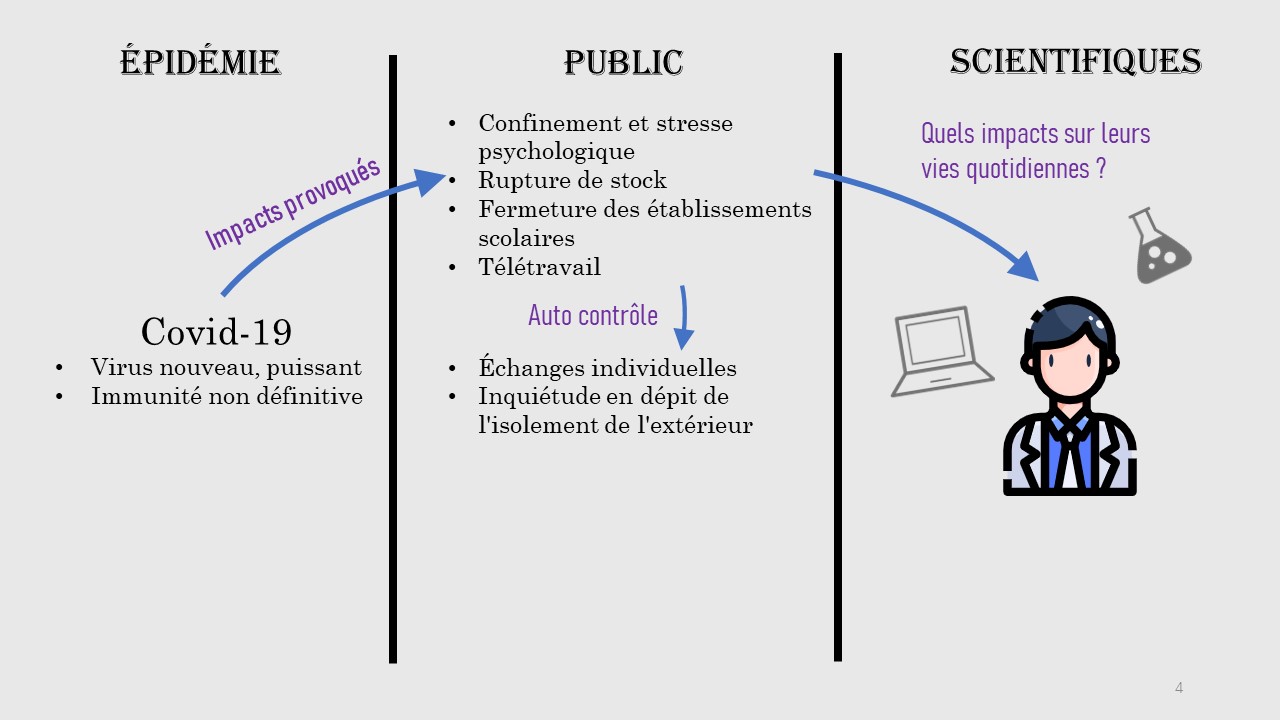 ÉPIDÉMIE
Impacts provoqués
Covid-19
• Virus nouveau, puissant
• Immunité non définitive
PUBLIC
• Confinement et stresse
psychologique
• Rupture de stock
• Fermeture des établissements
scolaires
• Télétravail
Auto contrôle
• Échanges individuelles
• Inquiétude en dépit de
l'isolement de l'extérieur
SCIENTIFIQUES
Quels impacts sur leurs
vies quotidiennes ?
4